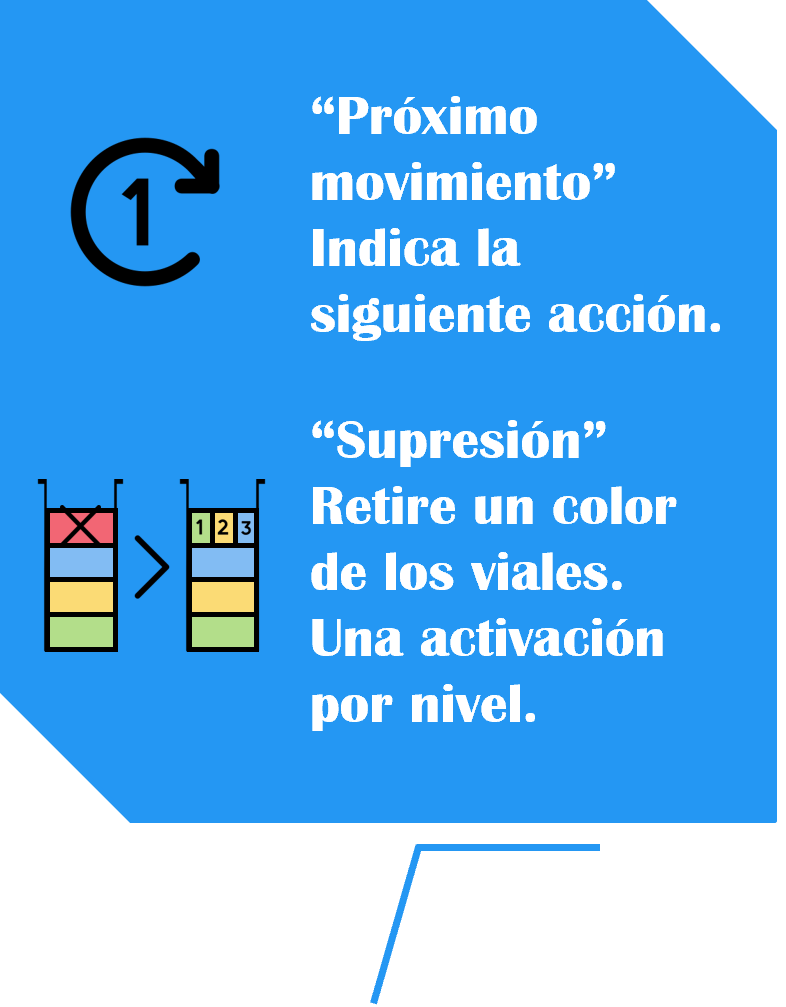 “Próximo
movimiento”
Indica la
siguiente acción.
1
“Supresión”
Retire un color
de los viales.
Una activación
por nivel.
1 2 3